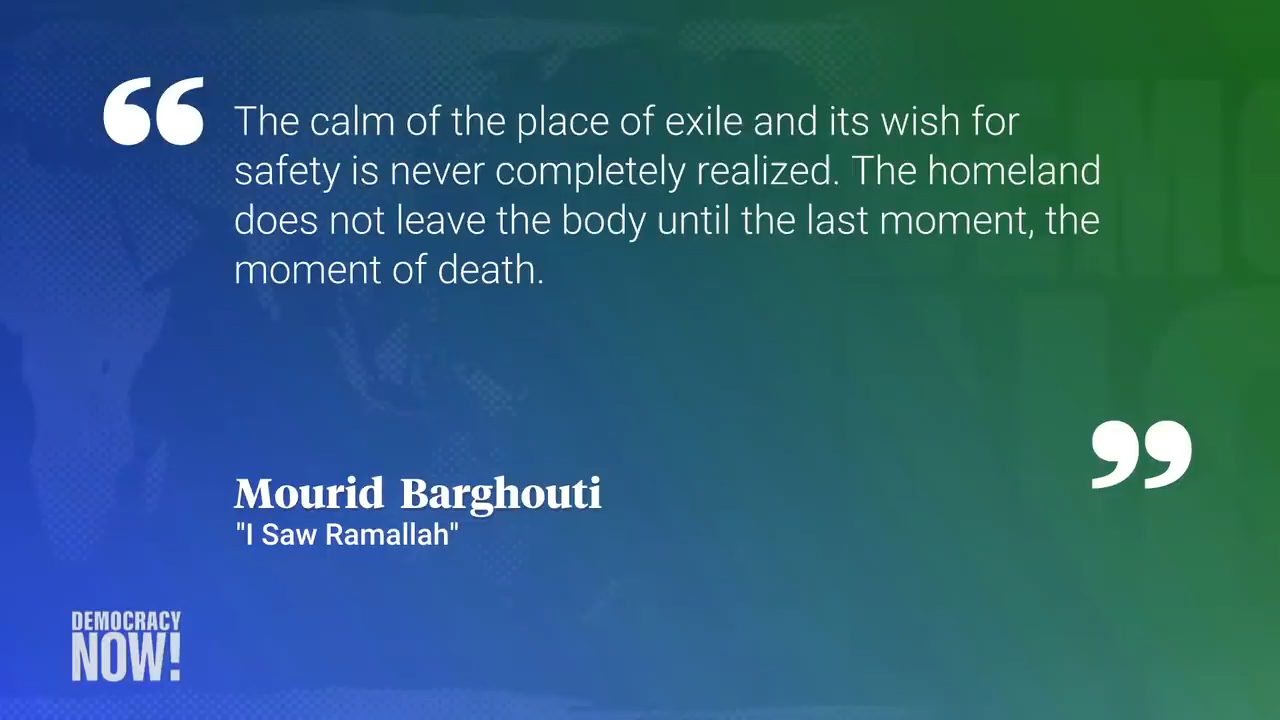 “
The calm of the place of exile and its wish for
safety is never completely realized. The homeland
does not leave the body until the last moment, the
moment of death.
”
Mourid Barghouti
"I Saw Ramallah"
DEMOCRACY
NOW!